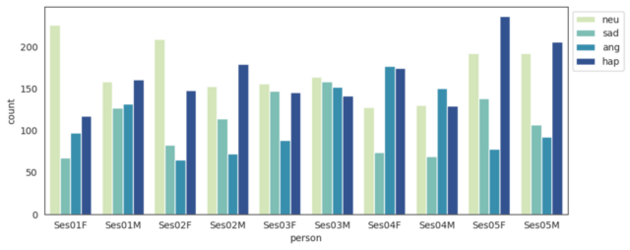 neu
sad
ang
hap
count
200
150
100
50
0
Ses01F Ses01M Ses02F Ses02M Ses03F Ses03M Ses04F Ses04M Ses05F Ses05M
person